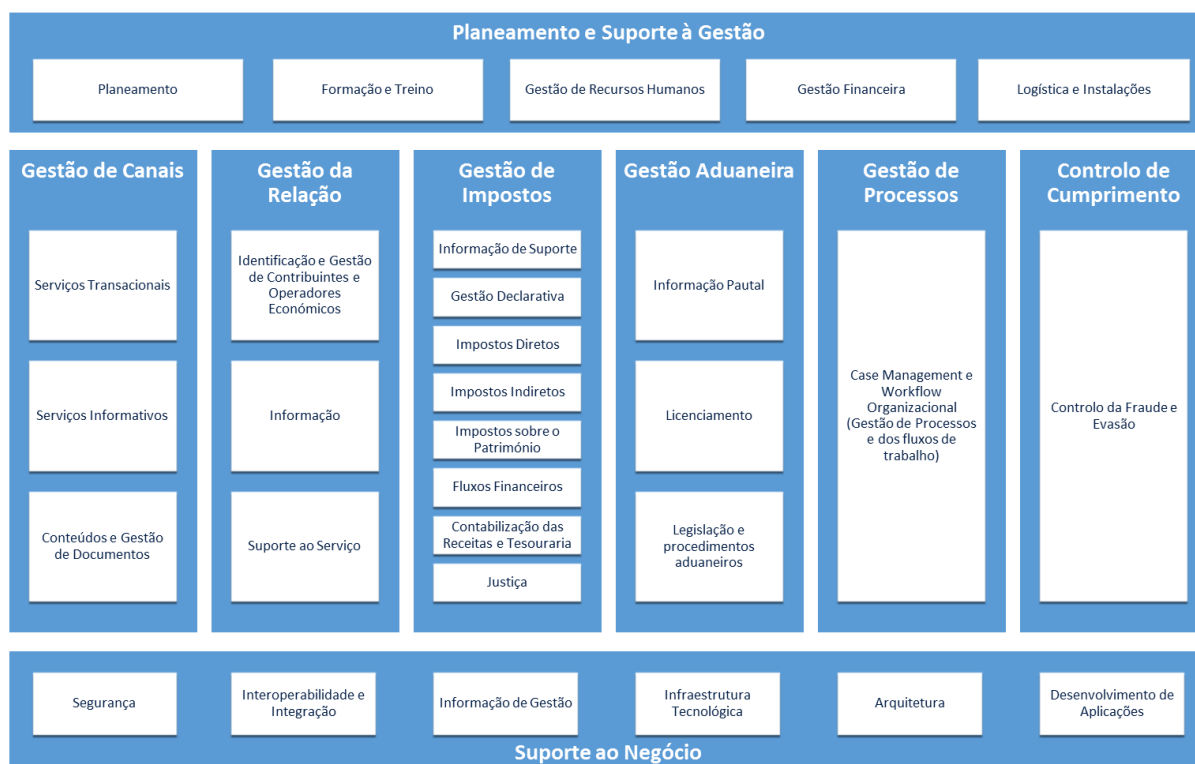 Planeamento e Suporte à Gestão
Planeamento
Formação e Treino
Gestão de Recursos Humanos
Gestão Financeira
Logística e Instalações
Gestão de Canais
Serviços Transacionais
Serviços Informativos
Conteúdos e Gestão
de Documentos
Gestão da
Relação
Identificação e Gestão
de Contribuintes e
Operadores
Económicos
Informação
Suporte ao Serviço
Gestão de
Impostos
Informação de Suporte
Gestão Declarativa
Impostos Diretos
Impostos Indiretos
Impostos sobre o
Património
Fluxos Financeiros
Contabilização das
Receitas e Tesouraria
Justiça
Gestão Aduaneira
Informação Pautal
Licenciamento
Legislação e
procedimentos
aduaneiros
Gestão de
Processos
Case Management e
Workflow
Organizacional
(Gestão de Processos
e dos fluxos de
trabalho)
Controlo de
Cumprimento
Controlo da Fraude e
Evasão
Segurança
Interoperabilidade e
Integração
Informação de Gestão
Infraestrutura
Tecnológica
Arquitetura
Desenvolvimento de
Aplicações
Suporte ao Negócio